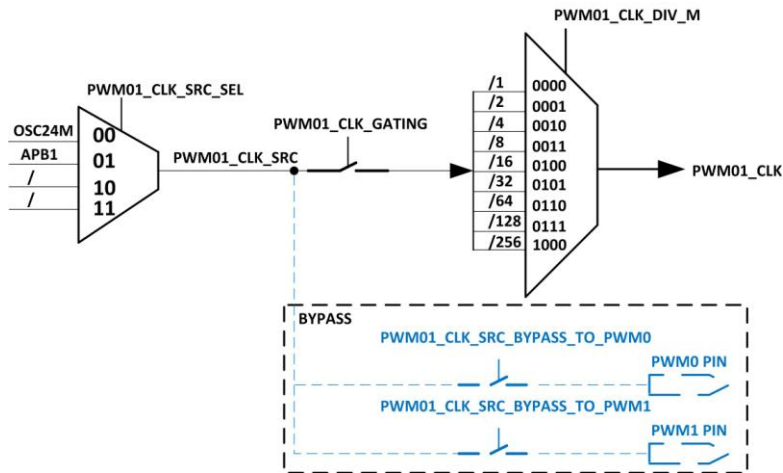 PWM01_CLK_DIV_M
PWM01_CLK_SRC_SEL
OSC24M
00
APB1
01
/
10
/
11
PWM01_CLK_SRC
PWM01_CLK_GATING
/1
0000
/2
0001
/4
0010
/8
0011
/16
0100
/32
0101
/64
0110
/128
0111
/256
1000
PWM01_CLK
BYPASS
PWM01_CLK_SRC_BYPASS_TO_PWM0
PWM0 PIN
PWM01_CLK_SRC_BYPASS_TO_PWM1
PWM1 PIN